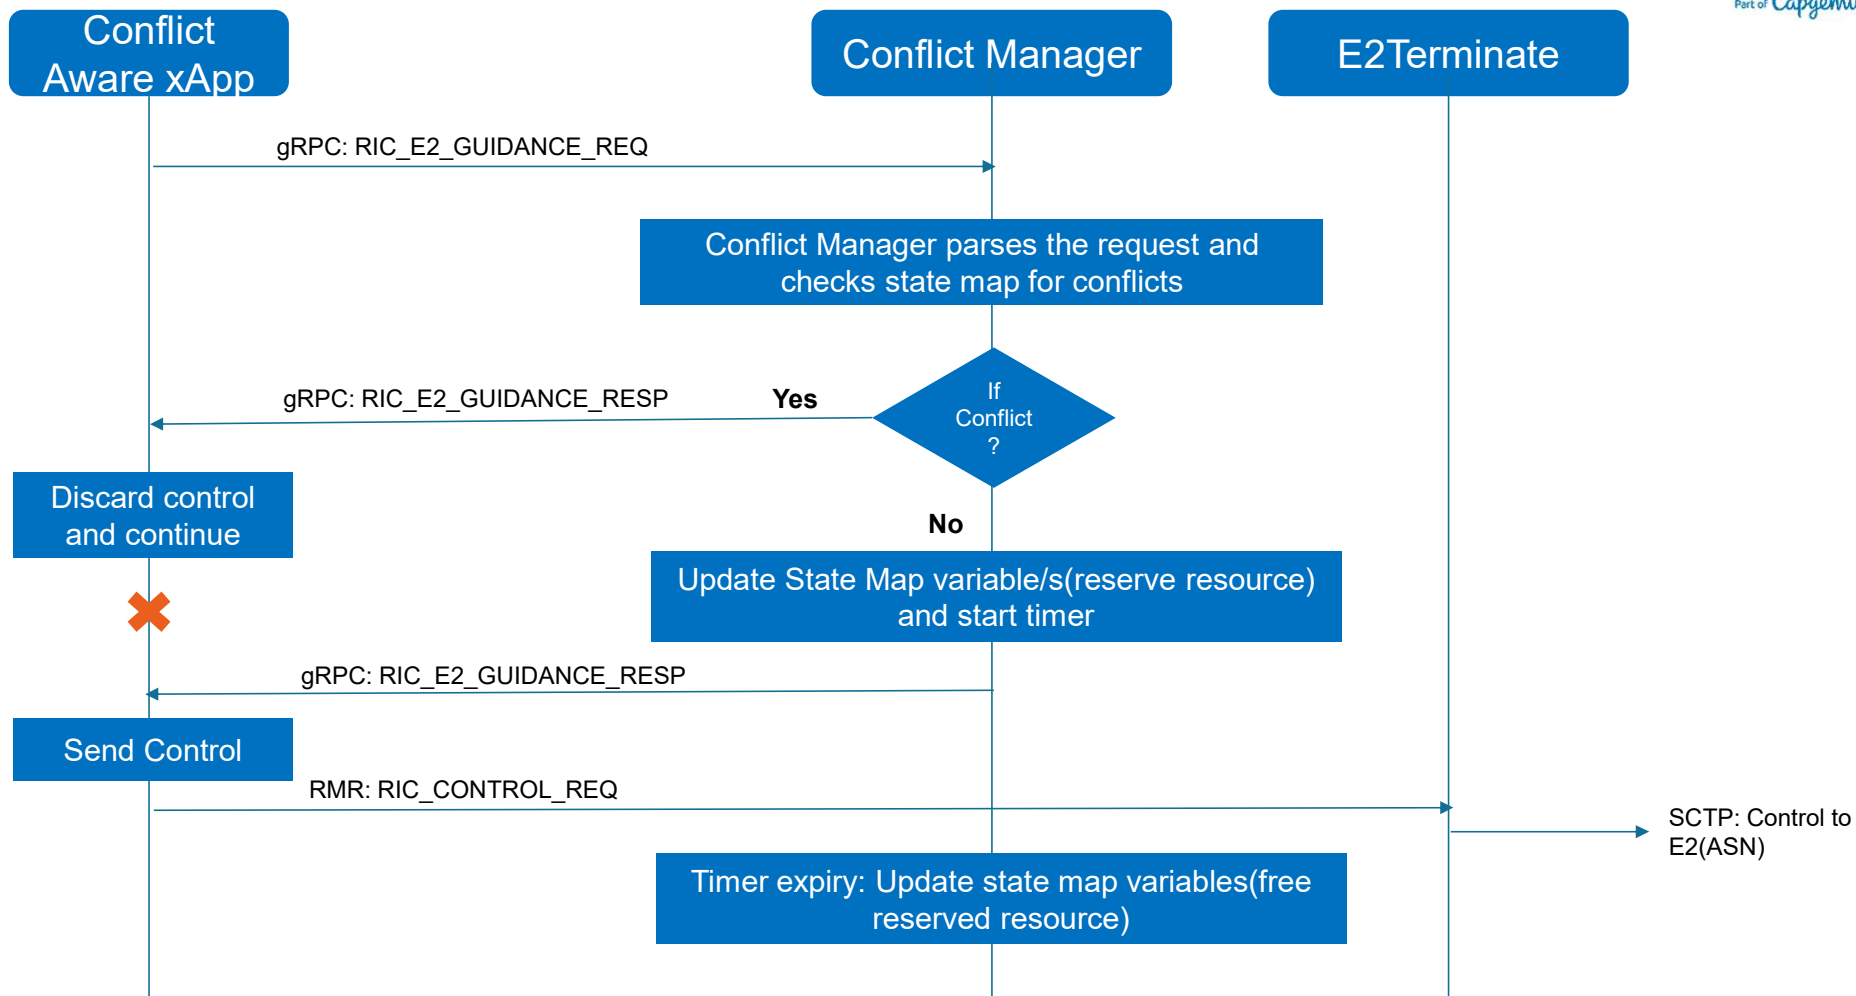 Part of Capgemini
Conflict
Aware xApp
Conflict Manager
E2Terminate
gRPC: RIC_E2_GUIDANCE_REQ
Conflict Manager parses the request and
checks state map for conflicts
If
Conflict
?
gRPC: RIC_E2_GUIDANCE_RESP
Yes
Discard control
and continue
No
Update State Map variable/s(reserve resource)
and start timer
gRPC: RIC_E2_GUIDANCE_RESP
Send Control
RMR: RIC_CONTROL_REQ
SCTP: Control to
E2(ASN)
Timer expiry: Update state map variables(free
reserved resource)